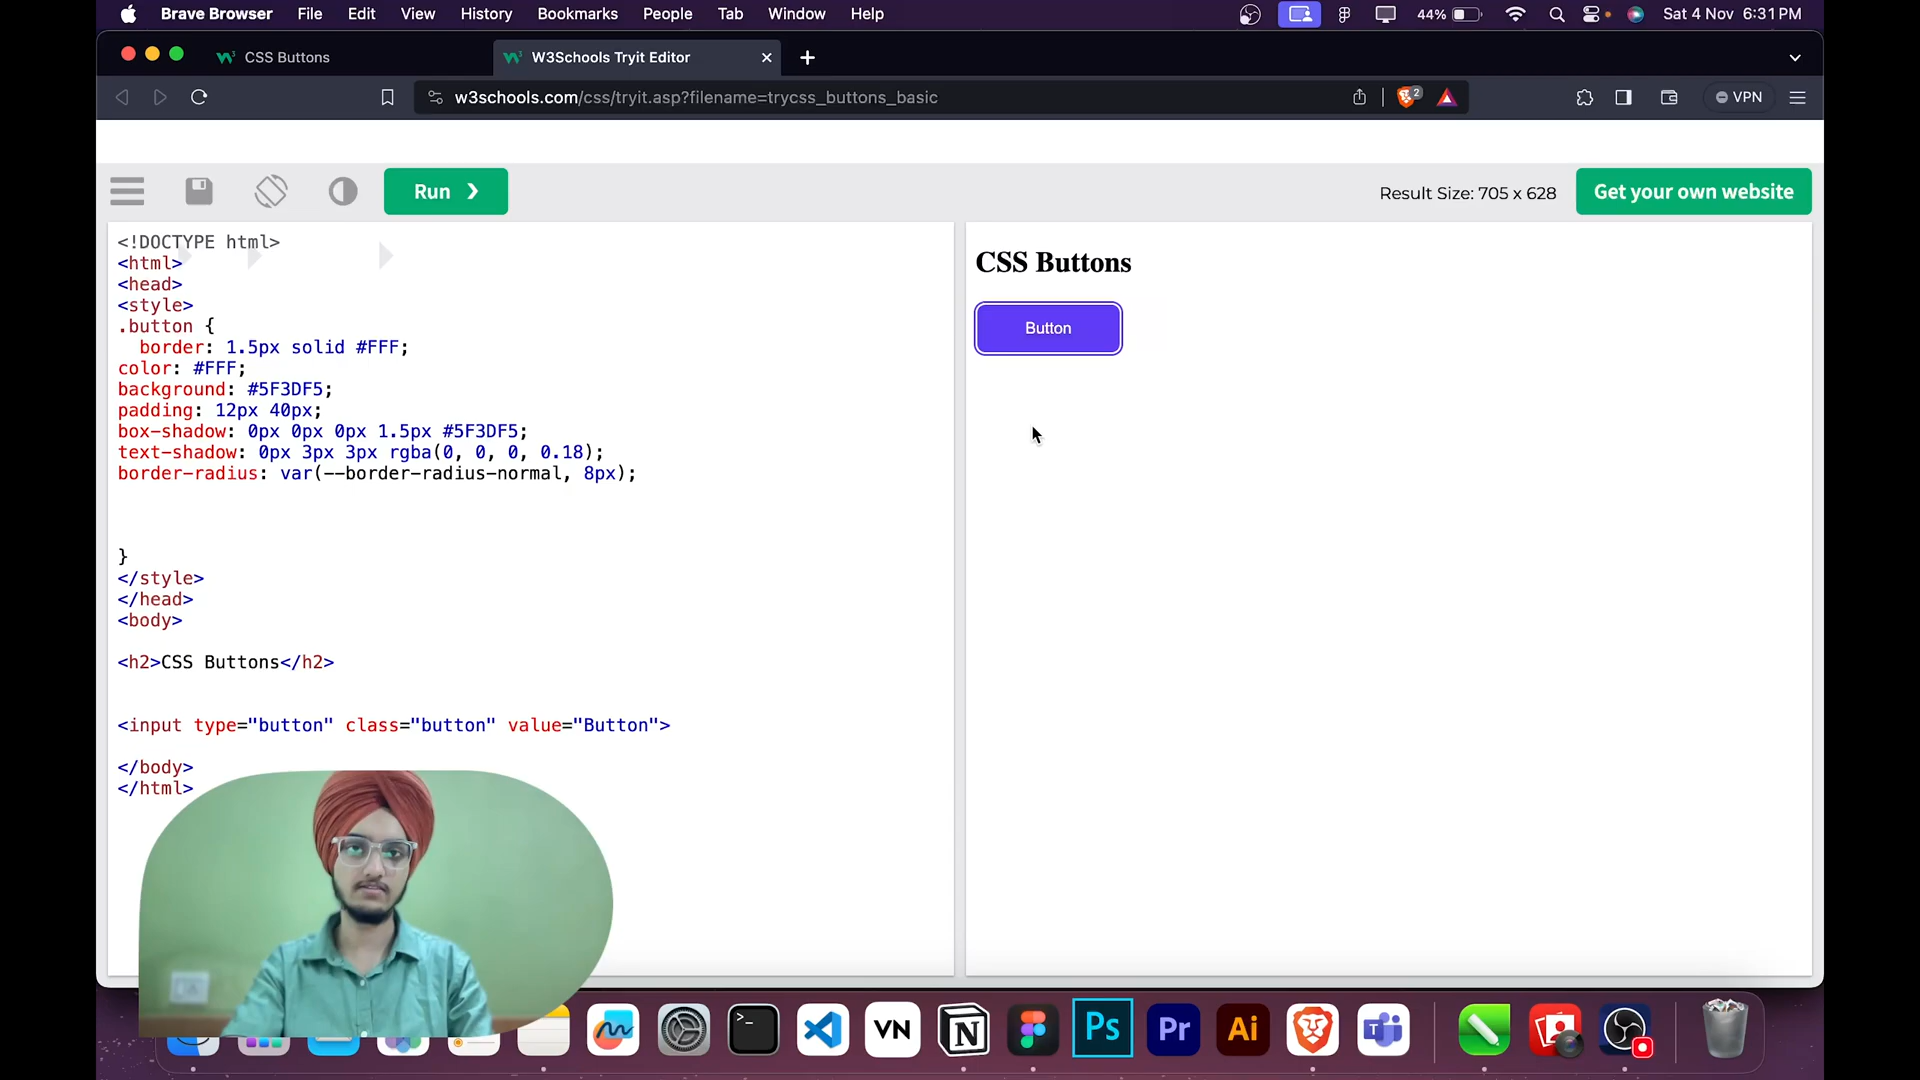 Brave Browser File Edit View History Bookmarks People Tab Window Help 44% Sat 4 Nov 6:31 PM
CSS Buttons W3Schools Tryit Editor
w3schools.com/css/tryit.asp?filename=trycss_buttons_basic 2 VPN
Run ❯ Result Size: 705 x 628 Get your own website
<!DOCTYPE html>
<html>
<head>
<style>
.button {
border: 1.5px solid #FFF;
color: #FFF;
background: #5F3DF5;
padding: 12px 40px;
box-shadow: 0px 0px 0px 1.5px #5F3DF5;
text-shadow: 0px 3px 3px rgba(0, 0, 0, 0.18);
border-radius: var(--border-radius-normal, 8px);
}
</style>
</head>
<body>
<h2>CSS Buttons</h2>
<input type="button" class="button" value="Button">
</body>
</html>
CSS Buttons
Button
>_ VN N Ps Pr Ai T